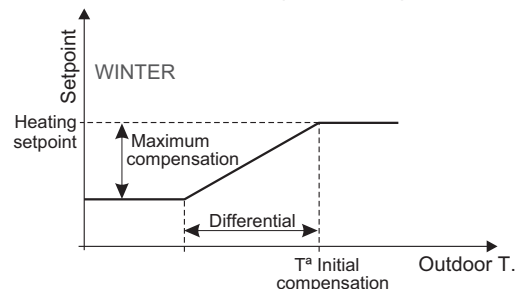 Setpoint
WINTER
Heating
setpoint
Maximum
compensation
Differential
Tª Initial
compensation
Outdoor T.